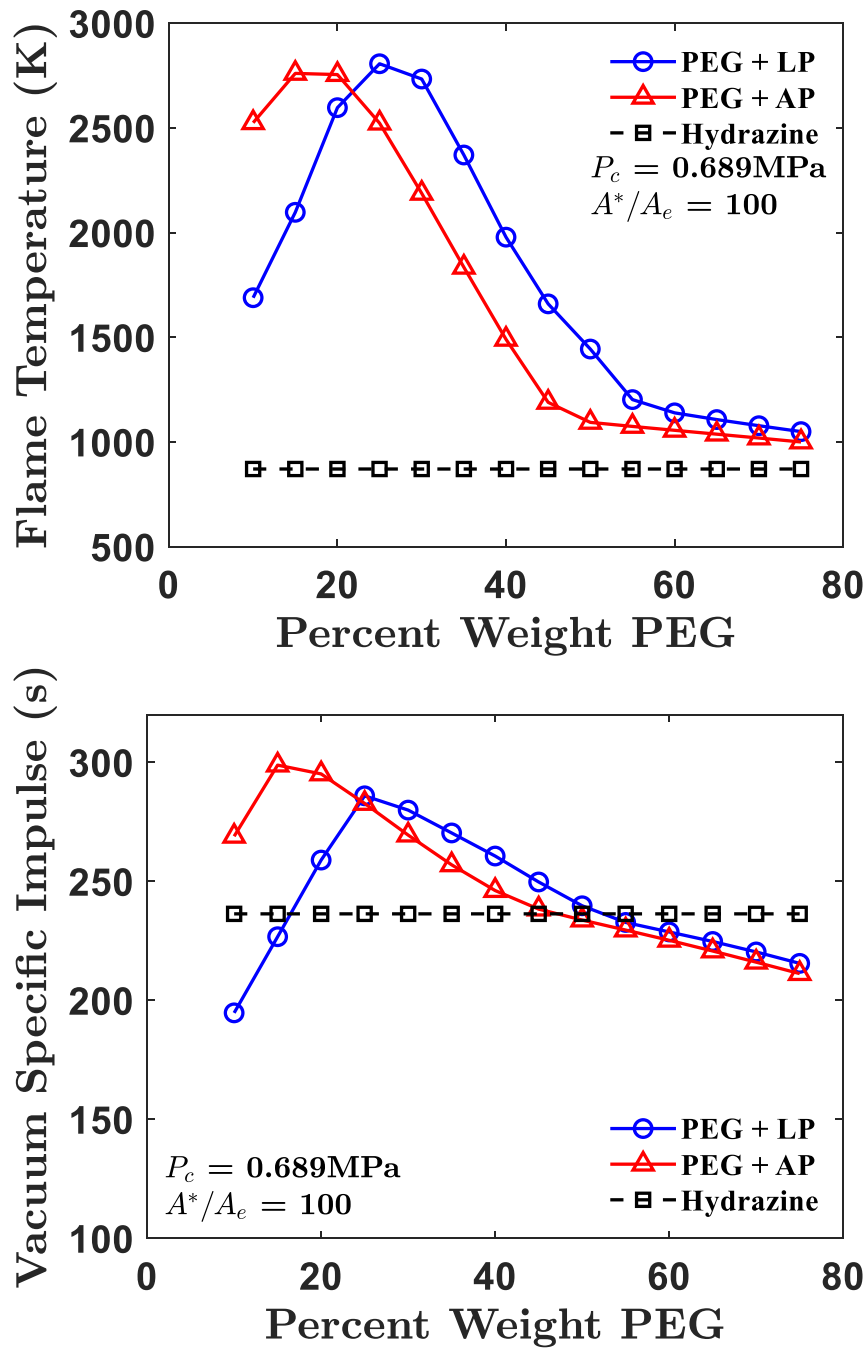 3000
2500
2000
1500
1000
500
Flame Temperature (K)
PEG + LP
PEG + AP
Hydrazine
P_c = 0.689MPa
A*/A_e = 100
0
20
40
60
80
Percent Weight PEG
300
250
200
150
100
Vacuum Specific Impulse (s)
PEG + LP
PEG + AP
Hydrazine
P_c = 0.689MPa
A*/A_e = 100
0
20
40
60
80
Percent Weight PEG